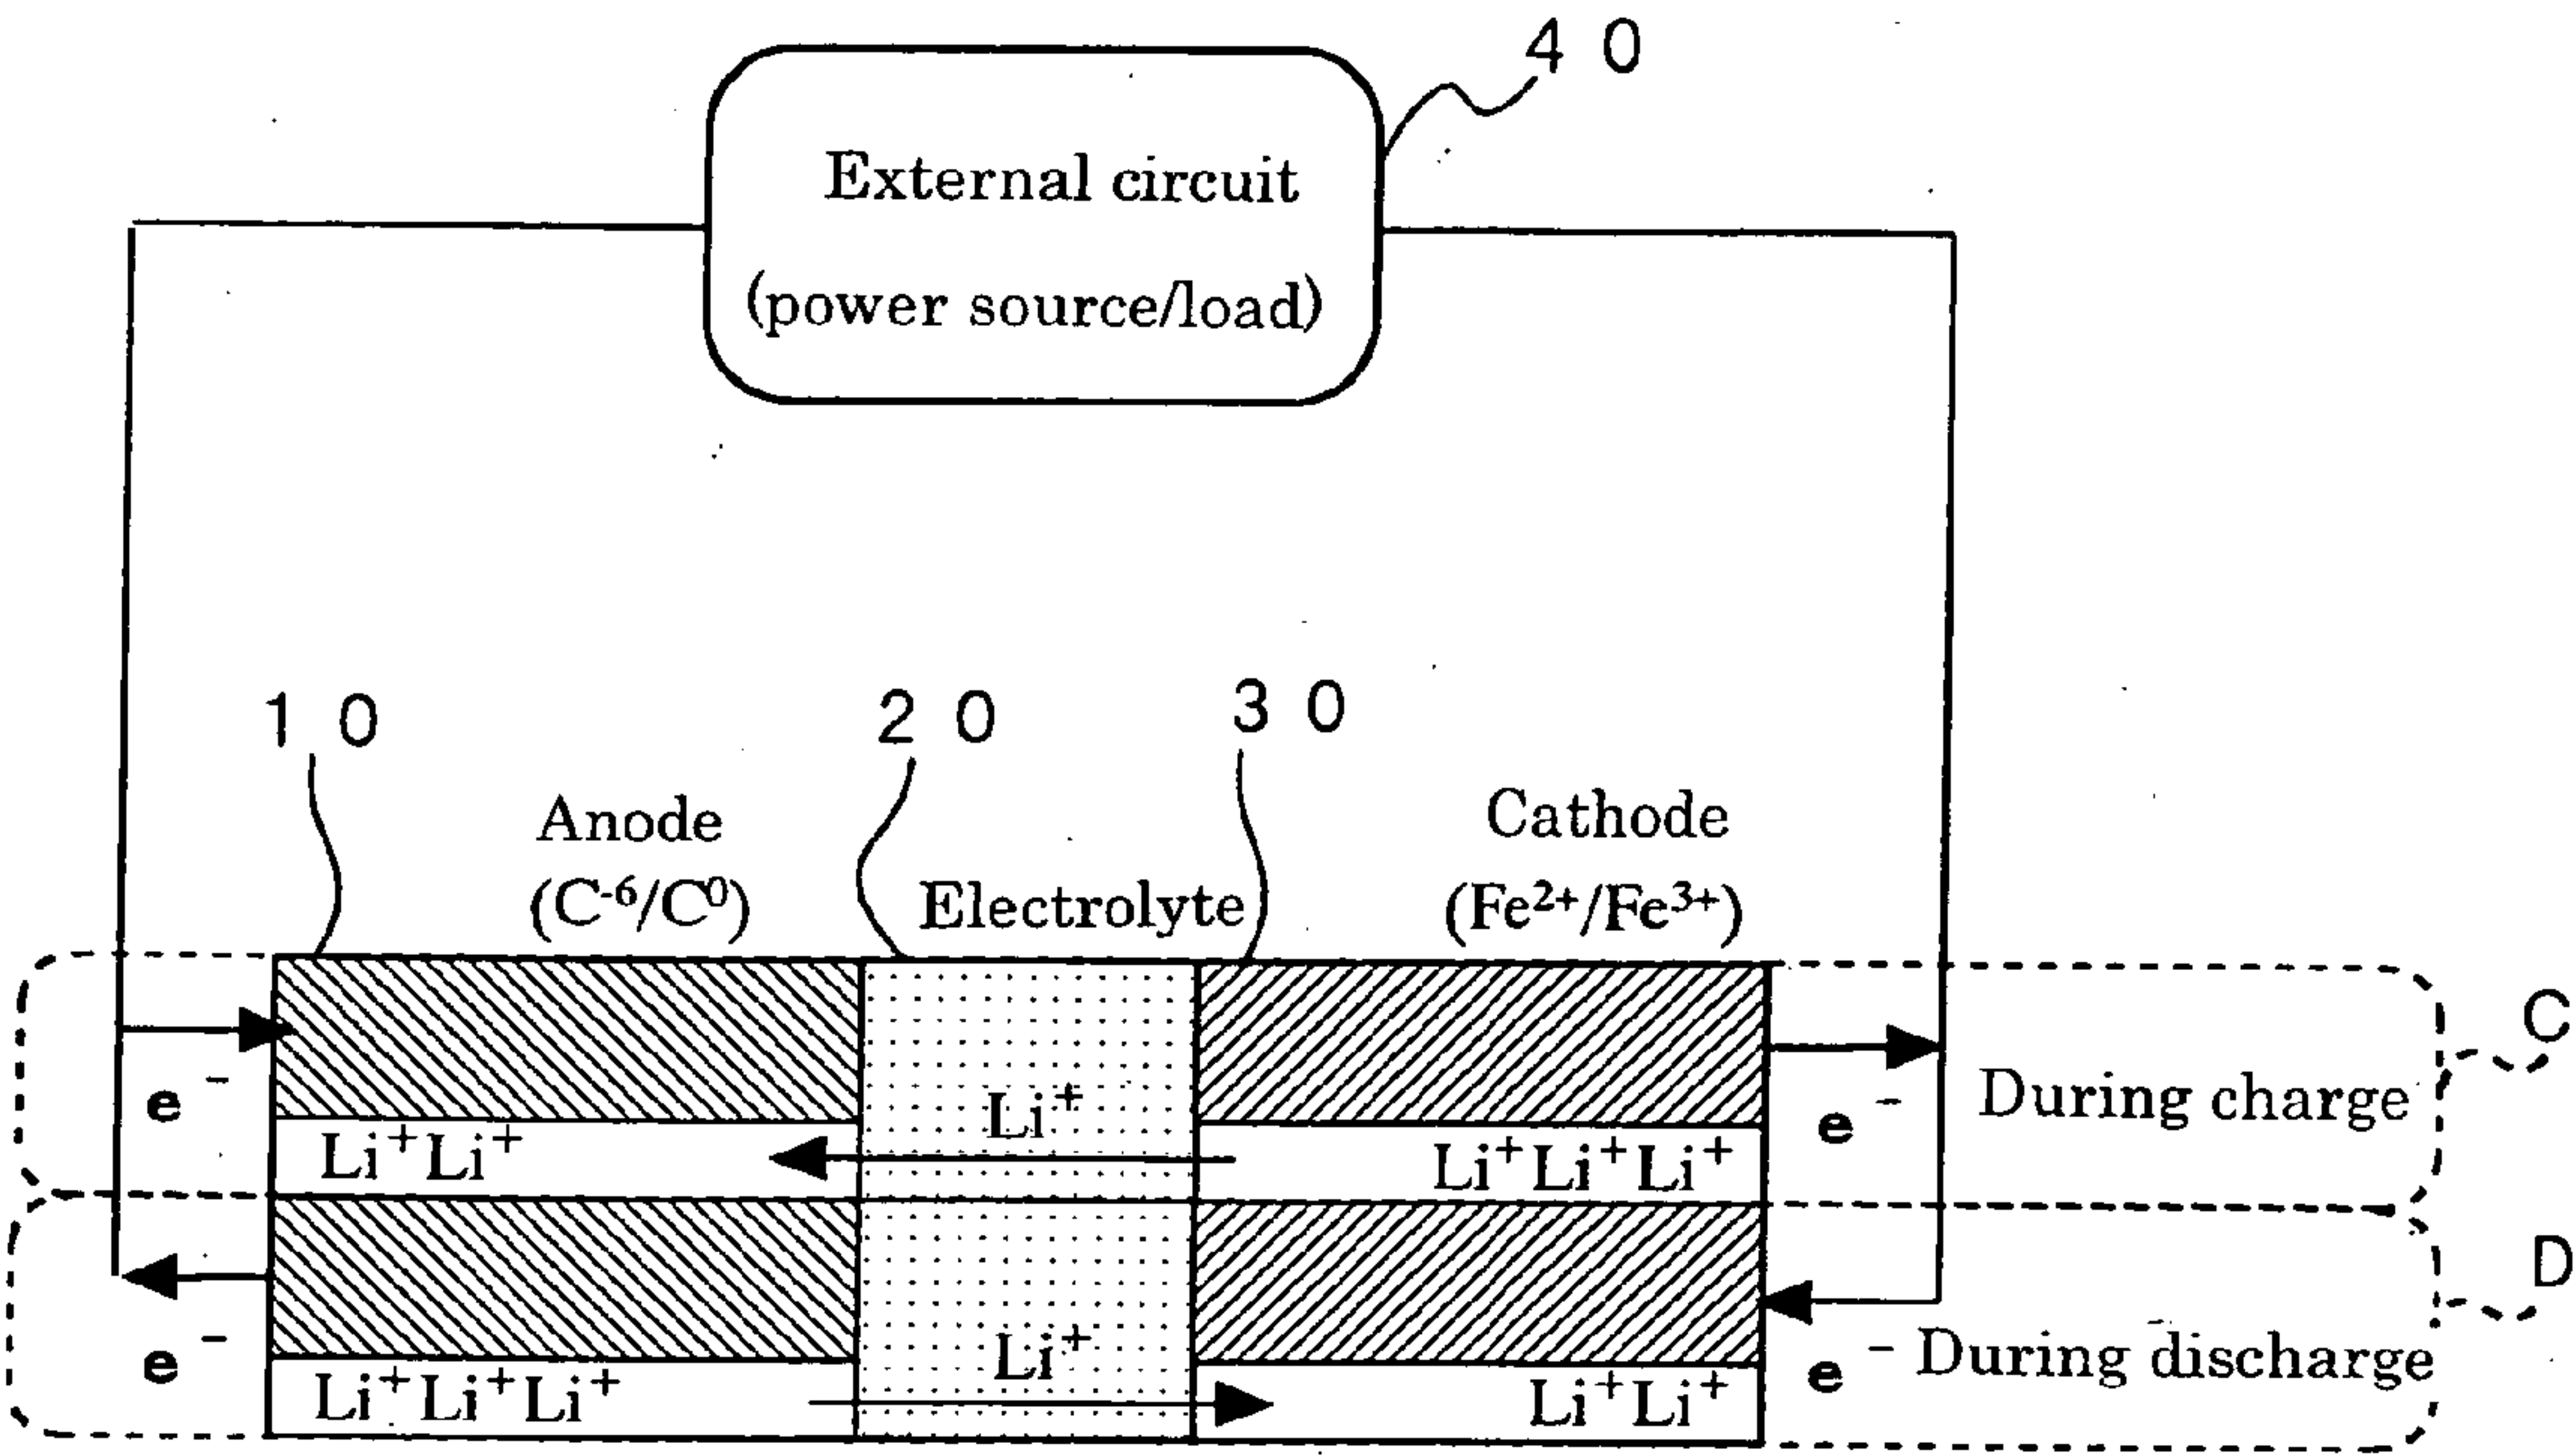 4 0
External circuit
(power source/load)
1 0
2 0
3 0
Anode
(C⁻⁶/C⁰)
Electrolyte
Cathode
(Fe²⁺/Fe³⁺)
e⁻
Li⁺Li⁺
Li⁺
Li⁺Li⁺Li⁺
e⁻
During charge
C
e⁻
Li⁺Li⁺Li⁺
Li⁺
Li⁺Li⁺
e⁻
During discharge
D